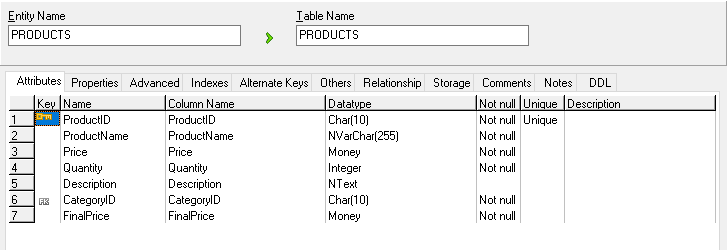 Entity Name Table Name
PRODUCTS PRODUCTS
Attributes Properties Advanced Indexes Alternate Keys Others Relationship Storage Comments Notes DDL
Key Name Column Name Datatype Not null Unique Description
1 ProductID ProductID Char(10) Not null Unique
2 ProductName ProductName NVarChar(255) Not null
3 Price Price Money Not null
4 Quantity Quantity Integer Not null
5 Description Description NText
6 FK CategoryID CategoryID Char(10) Not null
7 FinalPrice FinalPrice Money Not null